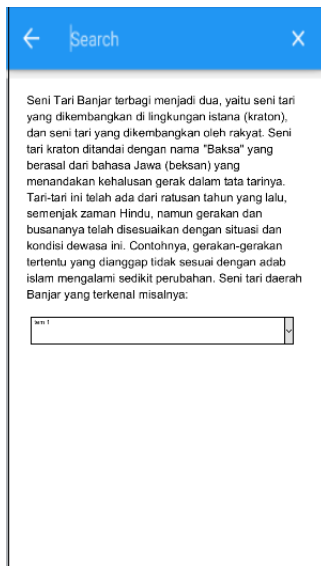 Search
Seni Tari Banjar terbagi menjadi dua, yaitu seni tari
yang dikembangkan di lingkungan istana (kraton),
dan seni tari yang dikembangkan oleh rakyat. Seni
tari kraton ditandai dengan nama "Baksa" yang
berasal dari bahasa Jawa (beksan) yang
menandakan kehalusan gerak dalam tata tarinya.
Tari-tari ini telah ada dari ratusan tahun yang lalu,
semenjak zaman Hindu, namun gerakan dan
busananya telah disesuaikan dengan situasi dan
kondisi dewasa ini. Contohnya, gerakan-gerakan
tertentu yang dianggap tidak sesuai dengan adab
islam mengalami sedikit perubahan. Seni tari daerah
Banjar yang terkenal misalnya: